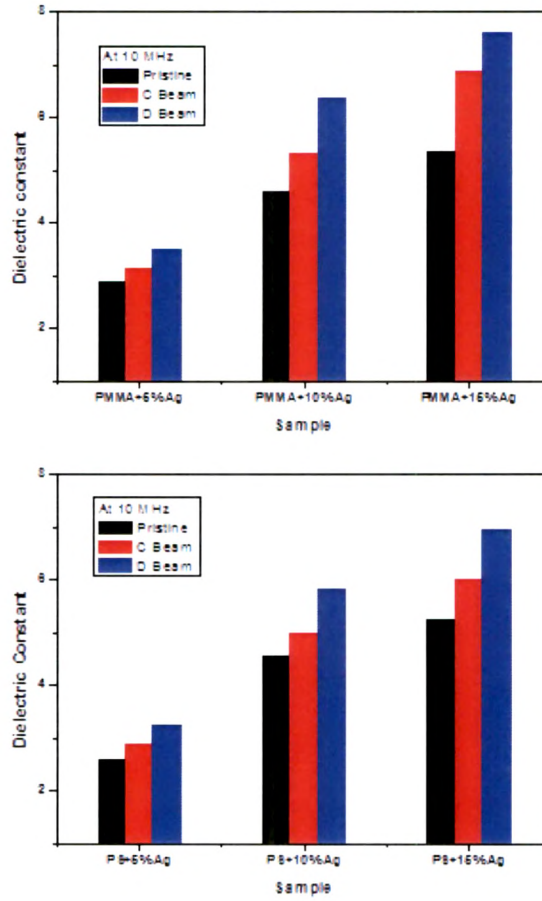 8
6
4
2
Dielectric constant
At 10 MHz
Pristine
C Beam
O Beam
PMMA+5%Ag PMMA+10%Ag PMMA+15%Ag
Sample
8
6
4
2
Dielectric Constant
At 10 MHz
Pristine
C Beam
O Beam
PS+5%Ag PS+10%Ag PS+15%Ag
Sample